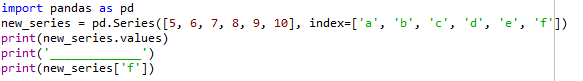 import pandas as pd
new_series = pd.Series([5, 6, 7, 8, 9, 10], index=['a', 'b', 'c', 'd', 'e', 'f'])
print(new_series.values)
print('______________')
print(new_series['f'])